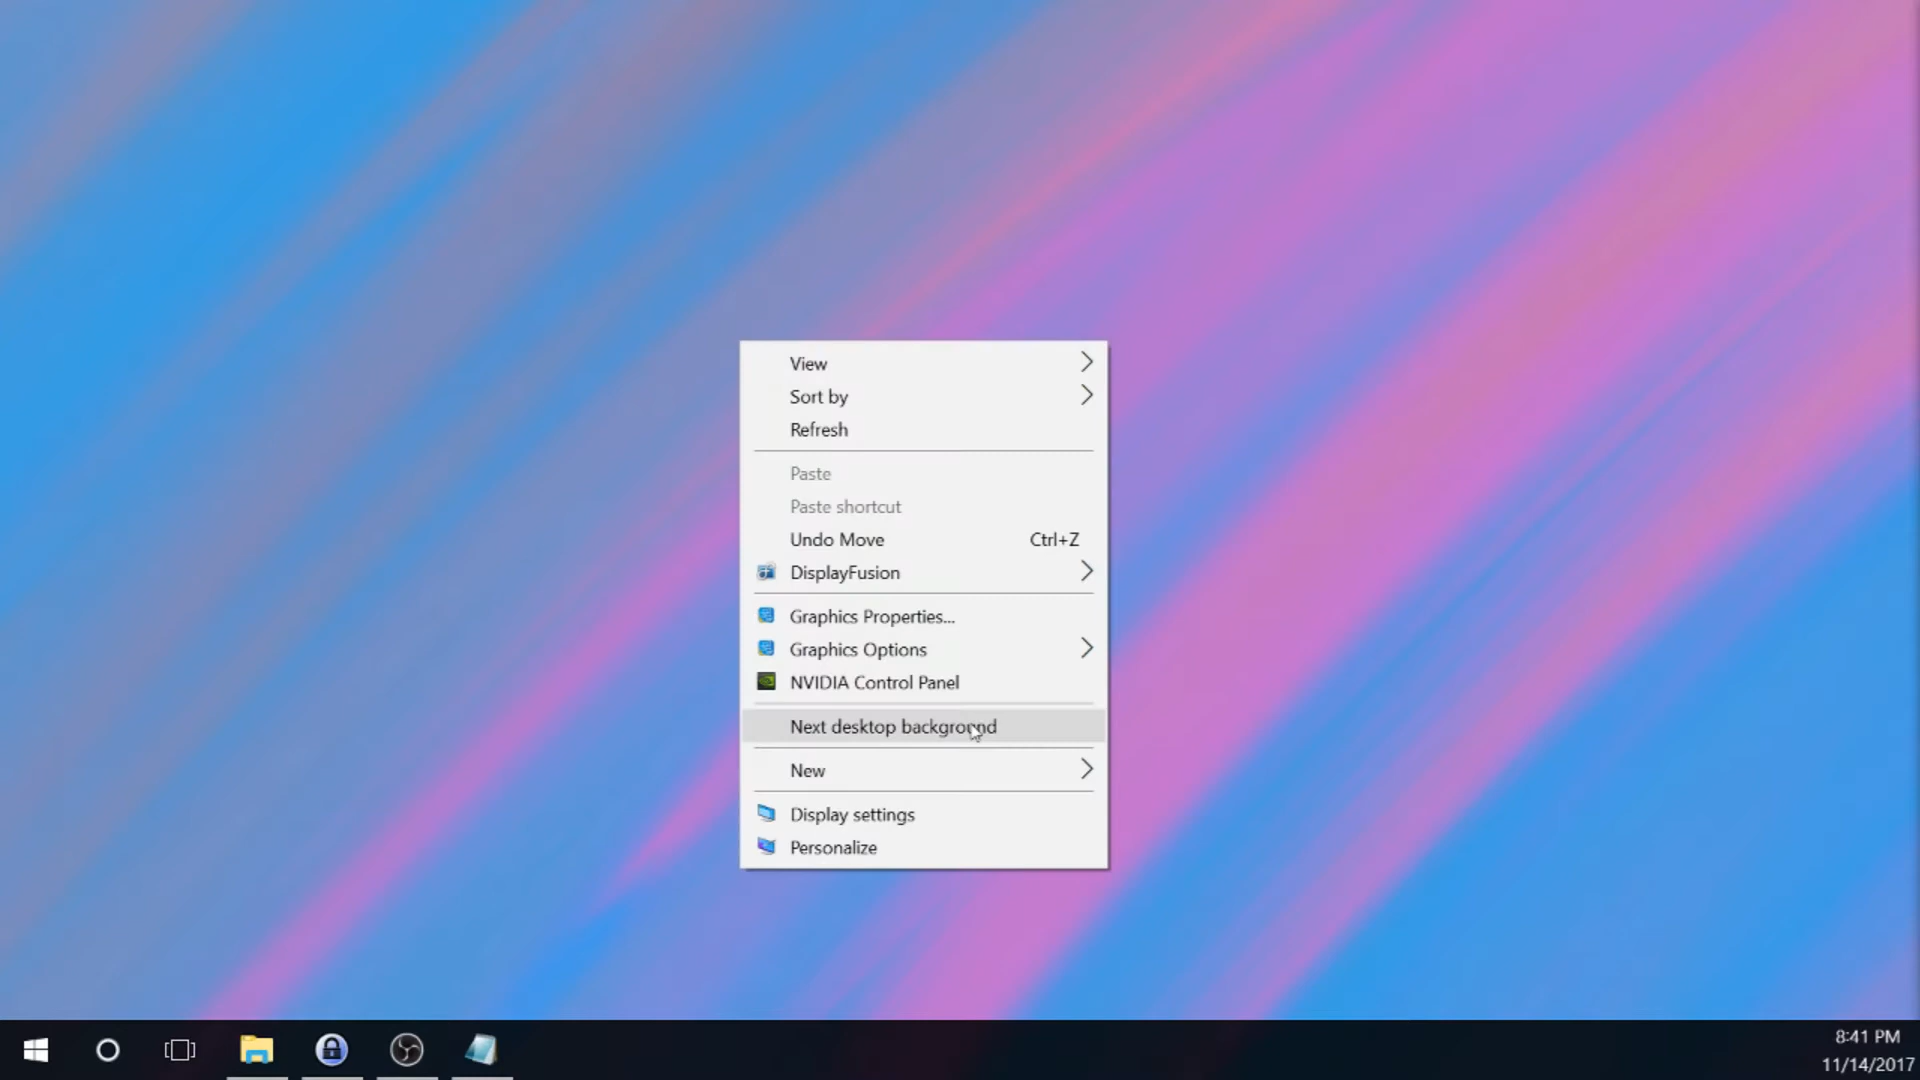 View
Sort by
Refresh
Paste
Paste shortcut
Undo Move Ctrl+Z
DisplayFusion
Graphics Properties...
Graphics Options
NVIDIA Control Panel
Next desktop background
New
Display settings
Personalize
8:41 PM
11/14/2017